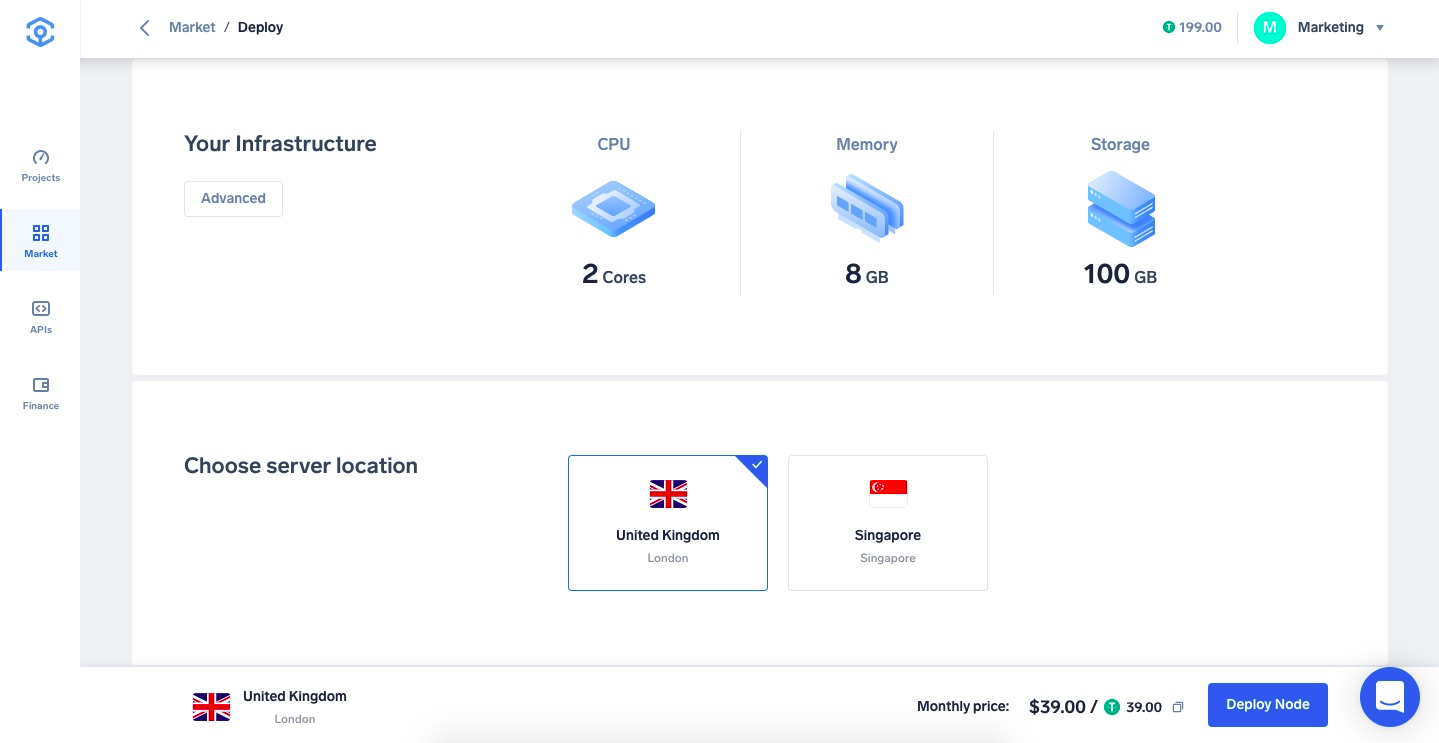 Market / Deploy
199.00
M
Marketing
Projects
Market
APIs
Finance
Your Infrastructure
Advanced
CPU
2 Cores
Memory
8 GB
Storage
100 GB
Choose server location
United Kingdom
London
Singapore
Singapore
United Kingdom
London
Monthly price: $39.00 / T 39.00
Deploy Node